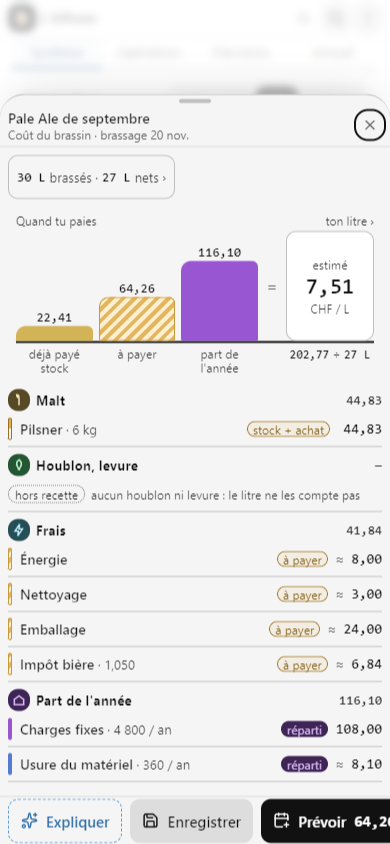 Pale Ale de septembre
Coût du brassin · brassage 20 nov.
30 L brassés · 27 L nets ›
Quand tu paies
ton litre ›
22,41
64,26
116,10
=
estimé
7,51
CHF / L
déjà payé
stock
à payer
part de
l'année
202,77 ÷ 27 L
Malt 44,83
Pilsner · 6 kg stock + achat 44,83
Houblon, levure –
hors recette aucun houblon ni levure : le litre ne les compte pas
Frais 41,84
Énergie à payer ≈ 8,00
Nettoyage à payer ≈ 3,00
Emballage à payer ≈ 24,00
Impôt bière · 1,050 à payer ≈ 6,84
Part de l'année 116,10
Charges fixes · 4 800 / an réparti 108,00
Usure du matériel · 360 / an réparti ≈ 8,10
Expliquer
Enregistrer
Prévoir 64,2